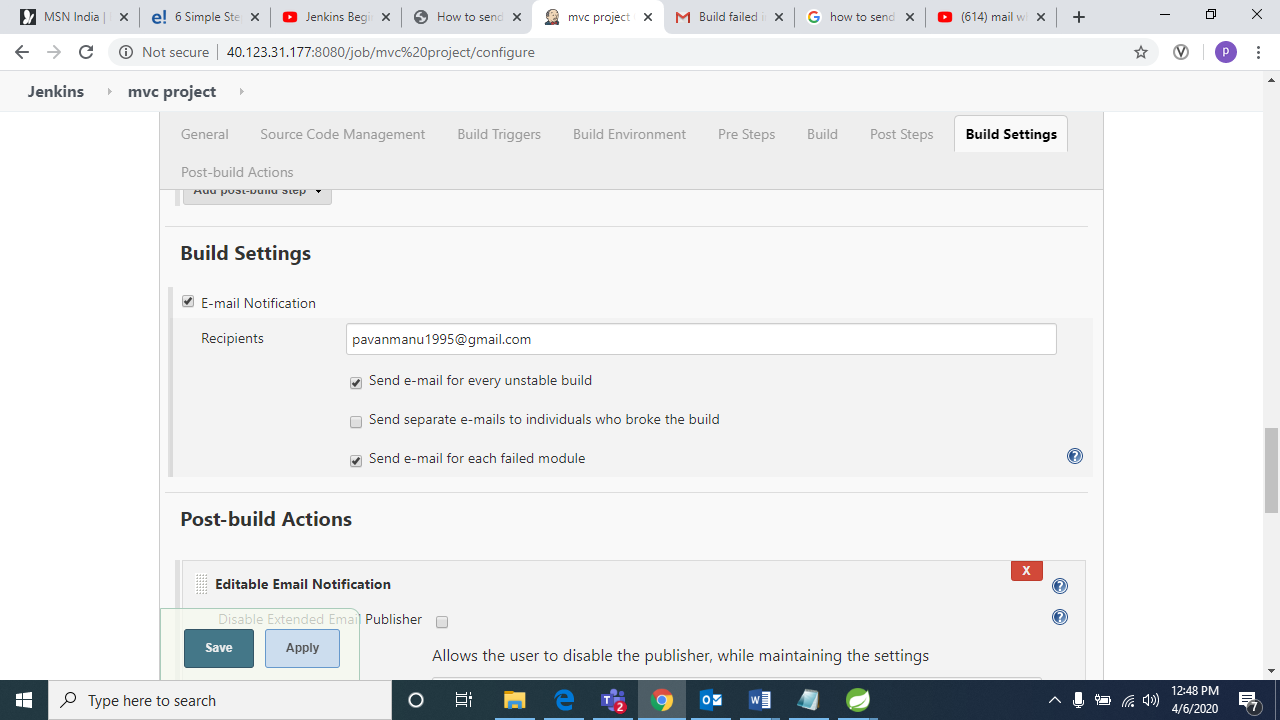 MSN India |
6 Simple Ste
Jenkins Begi
How to send
mvc project
Build failed i
how to send
(614) mail wi
Not secure | 40.123.31.177:8080/job/mvc%20project/configure
p
Jenkins
mvc project
General
Source Code Management
Build Triggers
Build Environment
Pre Steps
Build
Post Steps
Build Settings
Post-build Actions
Add post-build step
Build Settings
E-mail Notification
Recipients
pavanmanu1995@gmail.com
Send e-mail for every unstable build
Send separate e-mails to individuals who broke the build
Send e-mail for each failed module
Post-build Actions
X
Editable Email Notification
Disable Extended Email Publisher
Save
Apply
Allows the user to disable the publisher, while maintaining the settings
Type here to search
2
12:48 PM
4/6/2020
7